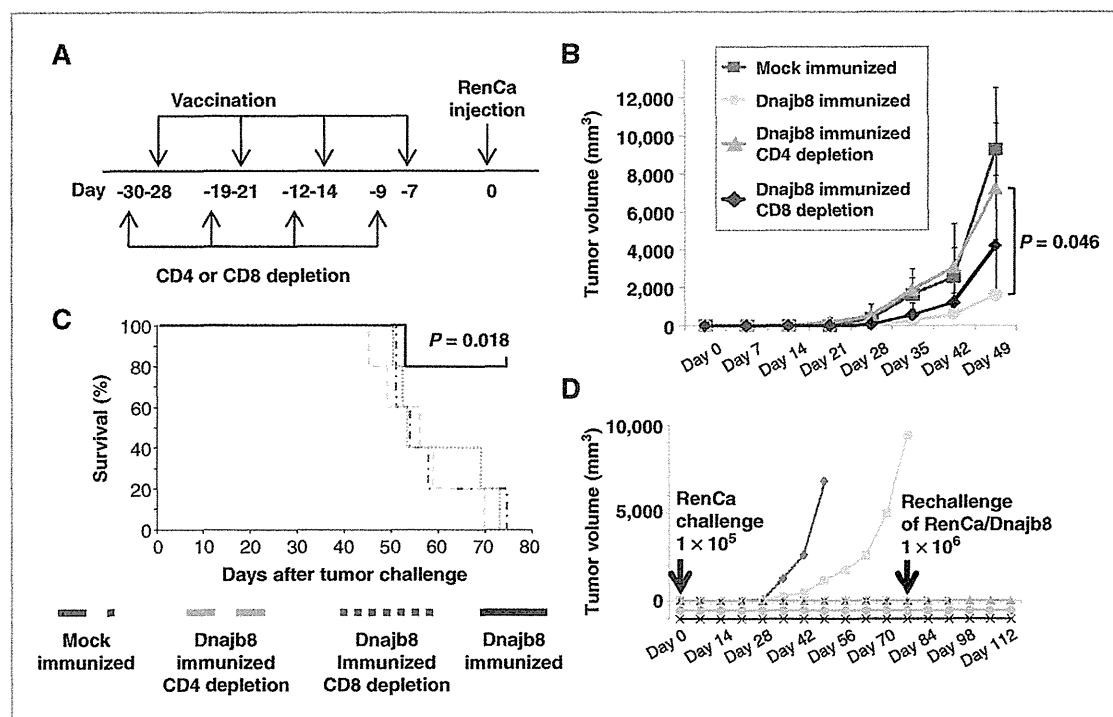 A
Vaccination
RenCa
injection
Day -30-28 -19-21 -12-14 -9 -7 0
CD4 or CD8 depletion
B
Tumor volume (mm³)
12,000
10,000
8,000
6,000
4,000
2,000
0
Mock immunized
Dnajb8 immunized
Dnajb8 immunized
CD4 depletion
Dnajb8 immunized
CD8 depletion
P = 0.046
Day 0 Day 7 Day 14 Day 21 Day 28 Day 35 Day 42 Day 49
C
Survival (%)
100
80
60
40
20
0
P = 0.018
0 10 20 30 40 50 60 70 80
Days after tumor challenge
Mock
immunized
Dnajb8
immunized
CD4 depletion
Dnajb8
Immunized
CD8 depletion
Dnajb8
immunized
D
Tumor volume (mm³)
10,000
5,000
0
RenCa
challenge
1 × 10⁵
Rechallenge
of RenCa/Dnajb8
1 × 10⁶
Day 0 Day 14 Day 28 Day 42 Day 56 Day 70 Day 84 Day 98 Day 112